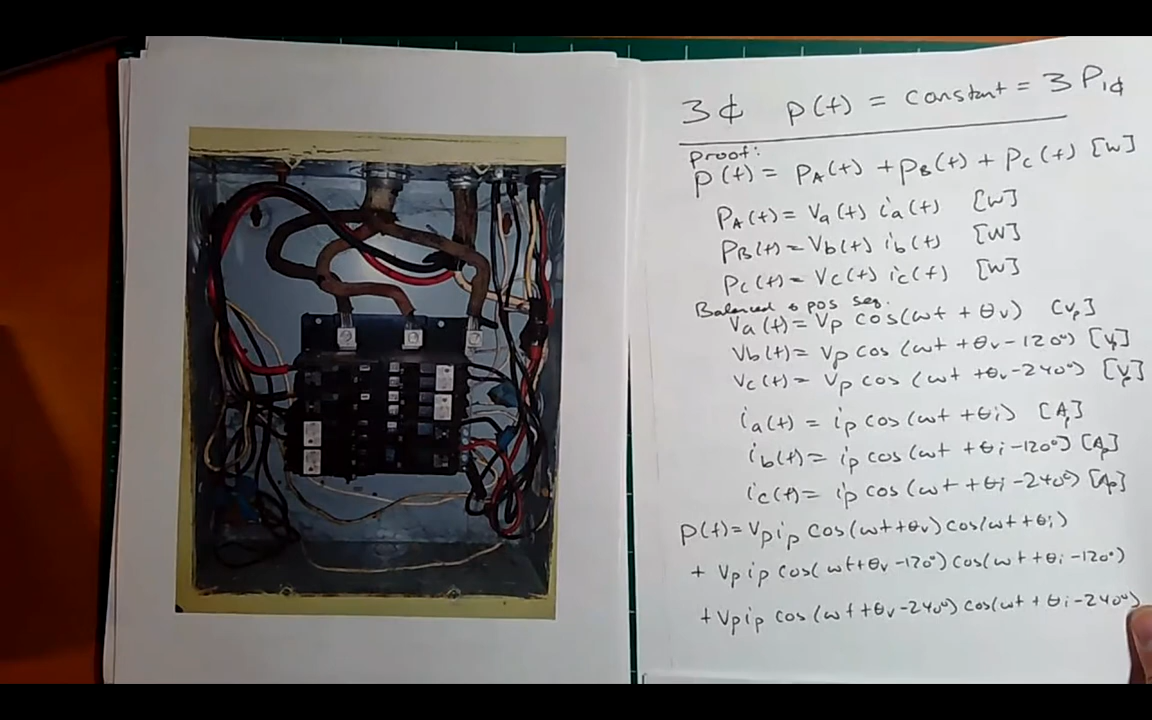 3¢ p(t) = constant = 3 P1¢
Proof:
p(t) = PA(t) + PB(t) + PC(t) [W]
PA(t) = Va(t) ia(t) [W]
PB(t) = Vb(t) ib(t) [W]
PC(t) = Vc(t) ic(t) [W]
Balanced & pos seq.
Va(t) = Vp cos(ωt + θv) [Vp]
Vb(t) = Vp cos (ωt + θv - 120°) [Vp]
Vc(t) = Vp cos (ωt + θv - 240°) [Vp]
ia(t) = ip cos (ωt + θi) [Ap]
ib(t) = ip cos (ωt + θi - 120°) [Ap]
ic(t) = ip cos (ωt + θi - 240°) [Ap]
p(t) = Vp ip cos(ωt + θv) cos(ωt + θi)
+ Vp ip cos(ωt + θv - 120°) cos(ωt + θi - 120°)
+ Vp ip cos (ωt + θv - 240°) cos(ωt + θi - 240°)